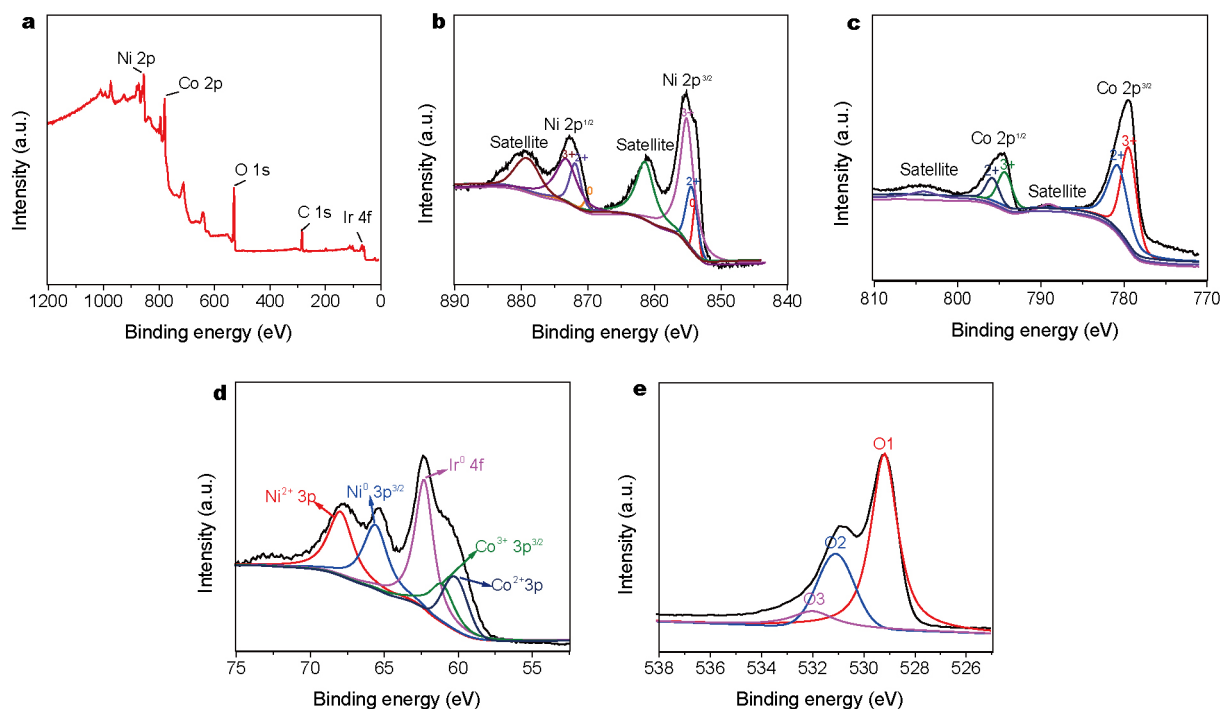 a
Ni 2p
Co 2p
O 1s
C 1s
Ir 4f
Intensity (a.u.)
1200 1000 800 600 400 200 0
Binding energy (eV)
b
Ni 2p3/2
3+
Ni 2p1/2
Satellite
3+
2+
0
Satellite
2+
0
Intensity (a.u.)
890 880 870 860 850 840
Binding energy (eV)
c
Co 2p3/2
3+
2+
Co 2p1/2
2+
3+
Satellite
Satellite
Intensity (a.u.)
810 800 790 780 770
Binding energy (eV)
d
Ir0 4f
Ni2+ 3p
Ni0 3p3/2
Co3+ 3p3/2
Co2+3p
Intensity (a.u.)
75 70 65 60 55
Binding energy (eV)
e
O1
O2
O3
Intensity (a.u.)
538 536 534 532 530 528 526
Binding energy (eV)